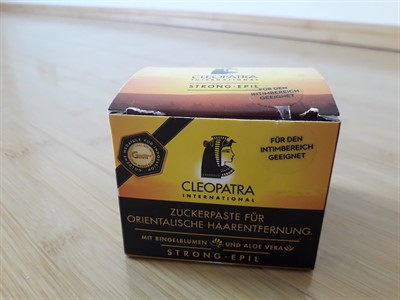 CLEOPATRA
INTERNATIONAL
STRONG-EPIL
FÜR DEN
INTIMBEREICH
GEEIGNET
FÜR DEN
INTIMBEREICH
GEEIGNET
CLEOPATRA
INTERNATIONAL
ZUCKERPASTE FÜR
ORIENTALISCHE HAARENTFERNUNG
MIT RINGELBLUMEN UND ALOE VERA
STRONG-EPIL